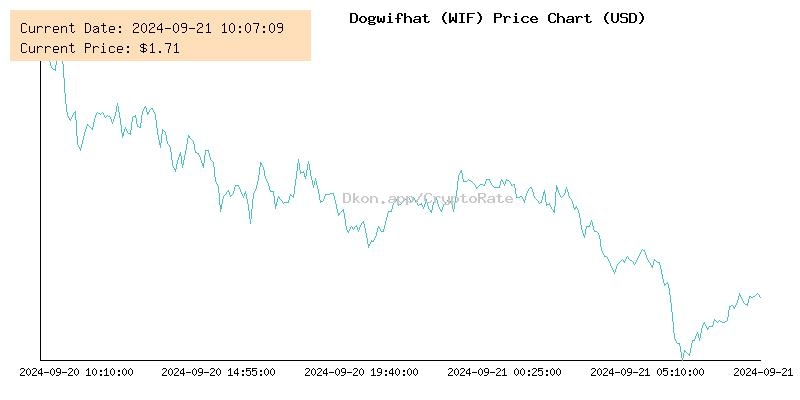 Dogwifhat (WIF) Price Chart (USD)
Current Date: 2024-09-21 10:07:09
Current Price: $1.71
Dkon.app/CryptoRate
2024-09-20 10:10:00 2024-09-20 14:55:00 2024-09-20 19:40:00 2024-09-21 00:25:00 2024-09-21 05:10:00 2024-09-21